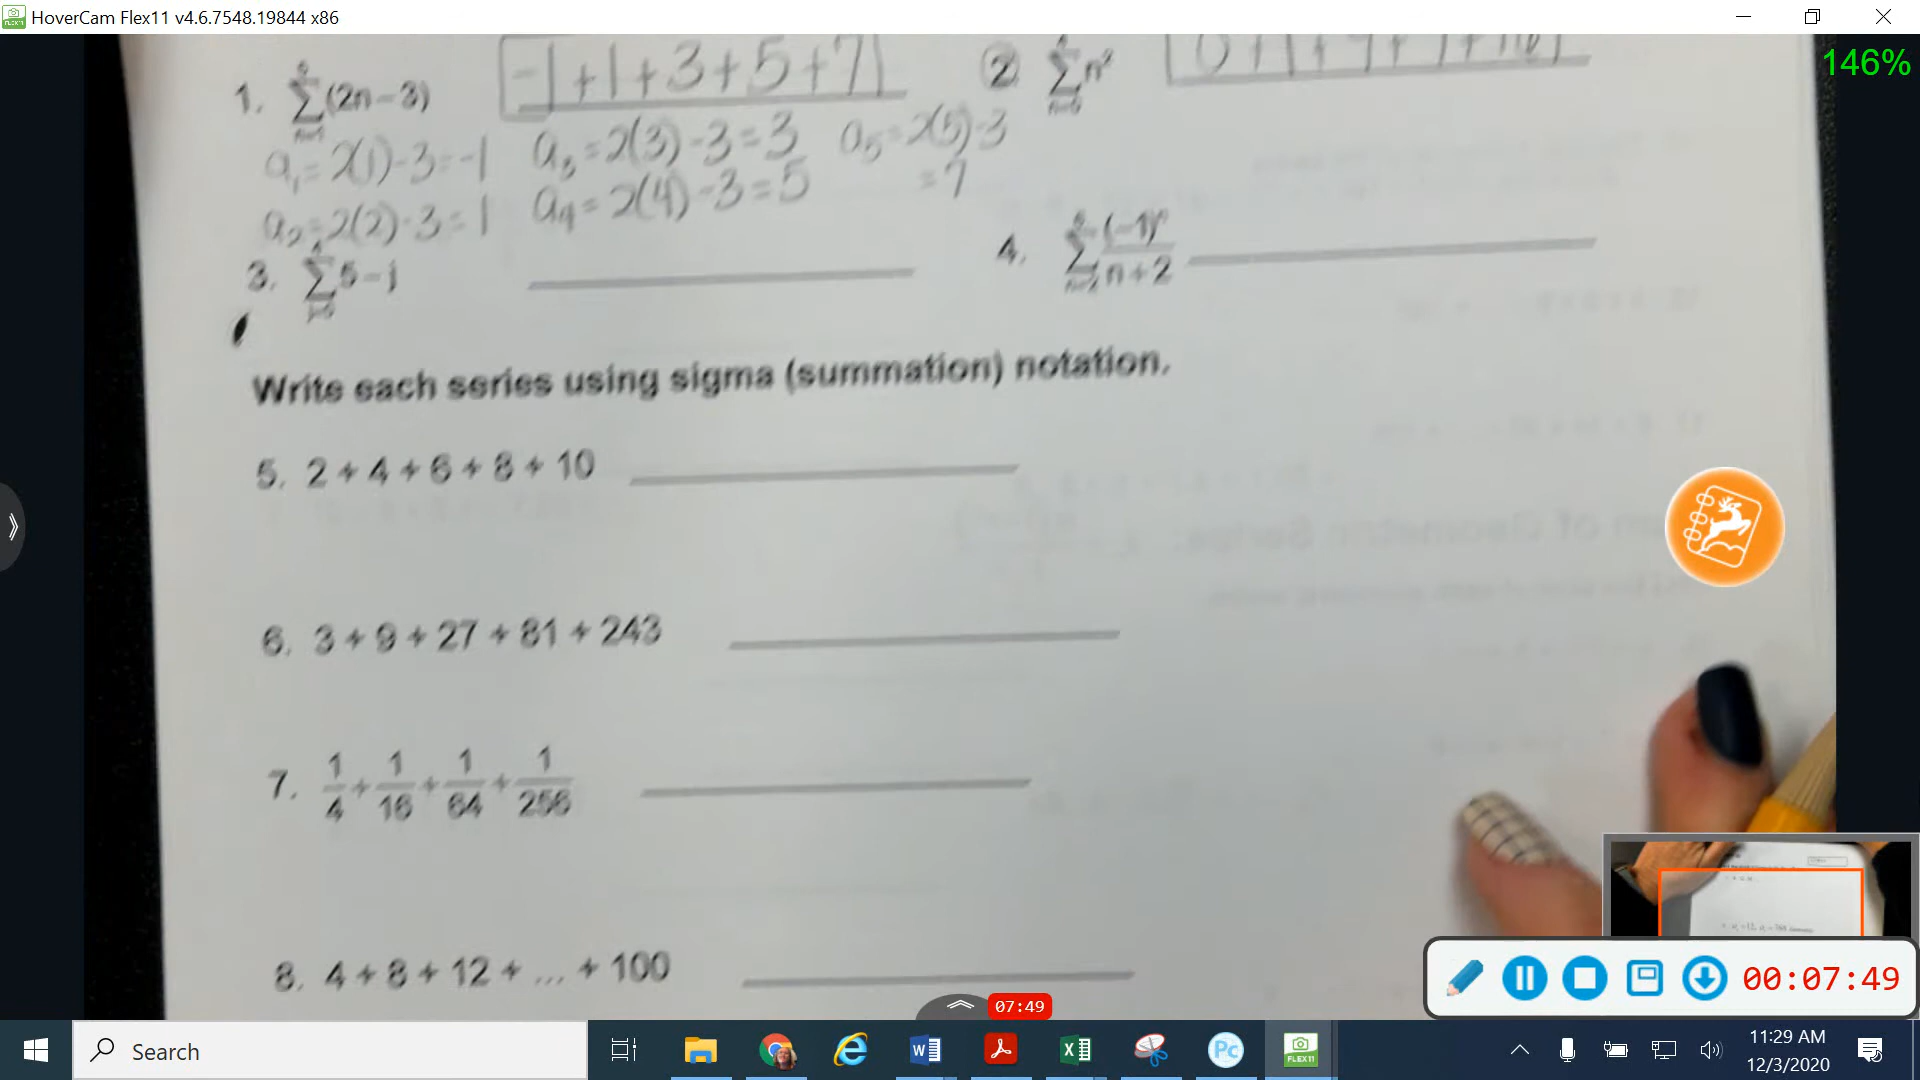 HoverCam Flex11 v4.6.7548.19844 x86
146%
1. ∑(2n-3) -1+1+3+5+7
a₁=2(1)-3=-1 a₃=2(3)-3=3 a₅=2(5)-3
=7
a₂=2(2)-3=1 a₄=2(4)-3=5
2 ∑n²
3. ∑5-j
4. ∑(-1)ⁿ/n+2
Write each series using sigma (summation) notation.
5. 2+4+6+8+10
6. 3+9+27+81+243
7. 1/4+1/16+1/64+1/256
8. 4+8+12+...+100
00:07:49
07:49
FLEX11
Search
11:29 AM
12/3/2020